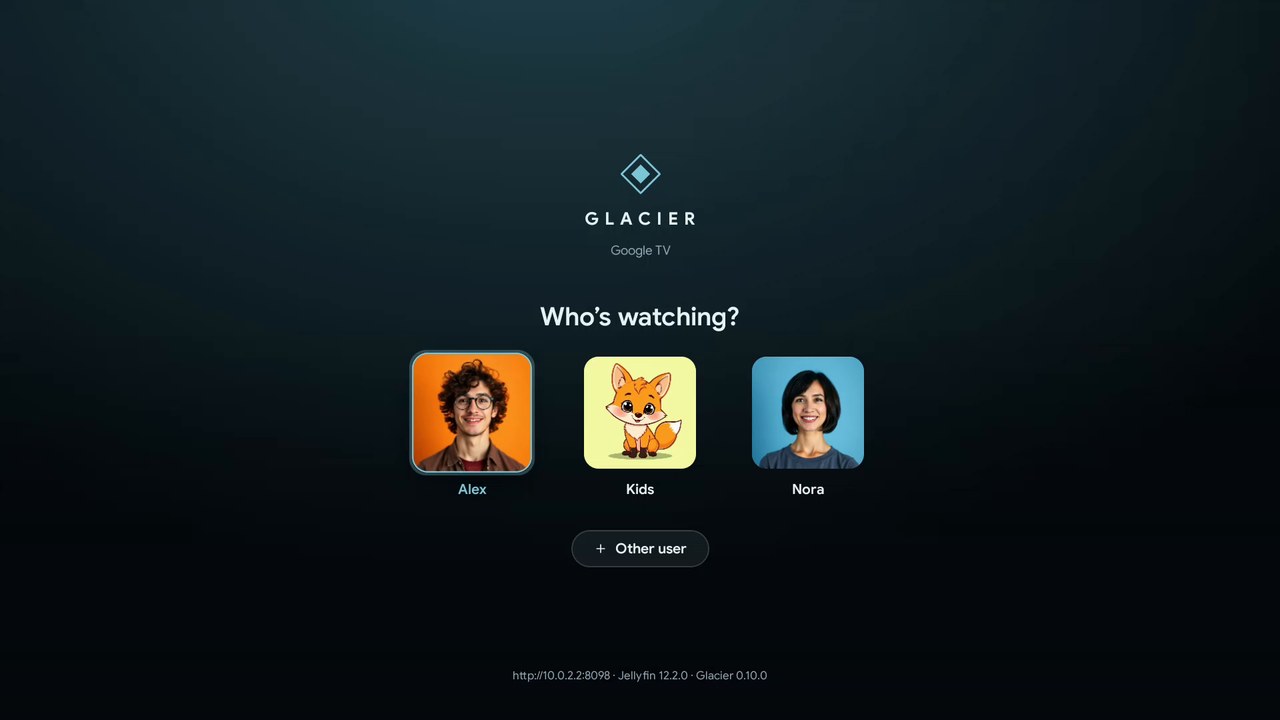 GLACIER
Google TV
Who’s watching?
Alex
Kids
Nora
+ Other user
http://10.0.2.2:8098 · Jellyfin 12.2.0 · Glacier 0.10.0